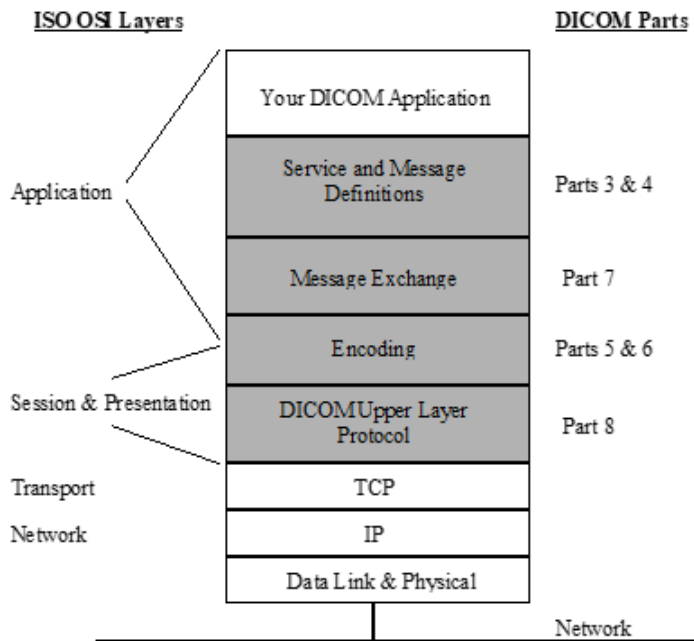 ISO OSI Layers
DICOM Parts
Your DICOM Application
Service and Message
Definitions
Parts 3 & 4
Application
Message Exchange
Part 7
Encoding
Parts 5 & 6
Session & Presentation
DICOM Upper Layer
Protocol
Part 8
Transport
TCP
Network
IP
Data Link & Physical
Network